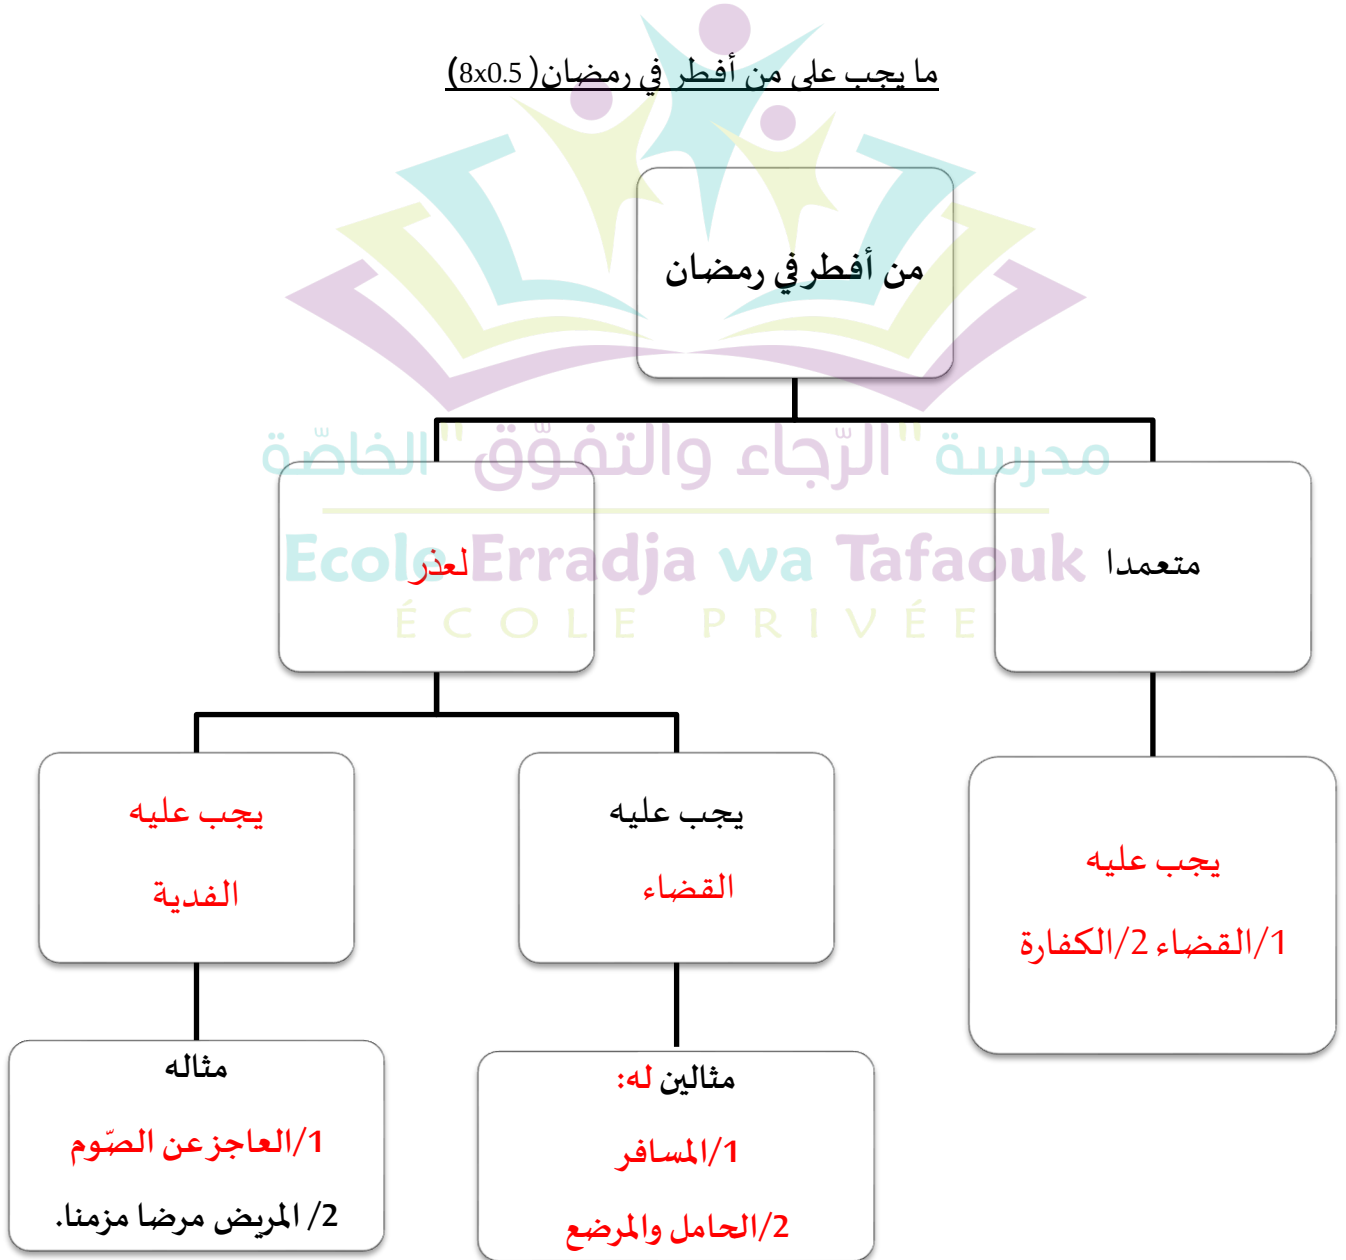 ما يجب على من أفطر في رمضان( 8x0.5)
من أفطر في رمضان
مدرسة "الرّجاء والتفوّق" الخاصّة
Ecole Erradja wa Tafaouk
ÉCOLE PRIVÉE
متعمدا
لعذر
يجب عليه
1/القضاء 2/الكفارة
يجب عليه
القضاء
يجب عليه
الفدية
مثالين له:
1/المسافر
2/الحامل والمرضع
مثاله
1/العاجز عن الصّوم
2/ المريض مرضا مزمنا.